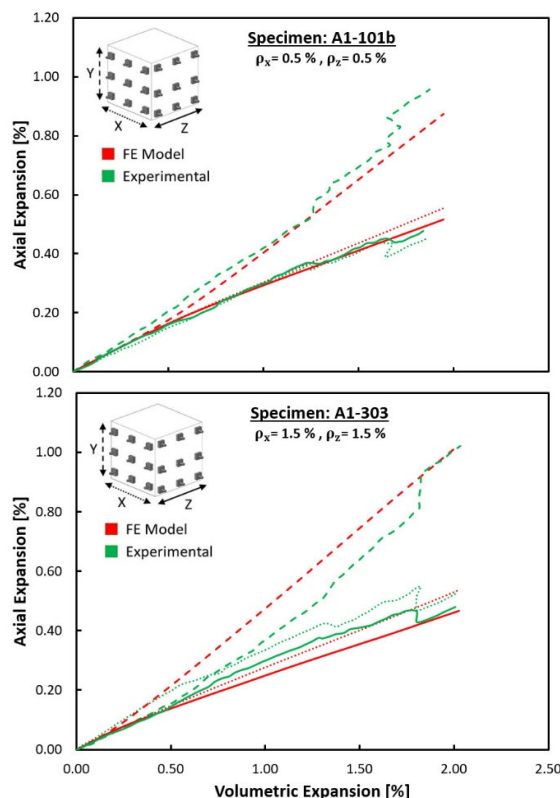 Specimen: A1-101b
ρx= 0.5 % , ρz= 0.5 %
Y
X
Z
FE Model
Experimental
Axial Expansion [%]
1.20
1.00
0.80
0.60
0.40
0.20
0.00
Specimen: A1-303
ρx= 1.5 % , ρz= 1.5 %
Y
X
Z
FE Model
Experimental
Axial Expansion [%]
1.20
1.00
0.80
0.60
0.40
0.20
0.00
0.00 0.50 1.00 1.50 2.00 2.50
Volumetric Expansion [%]